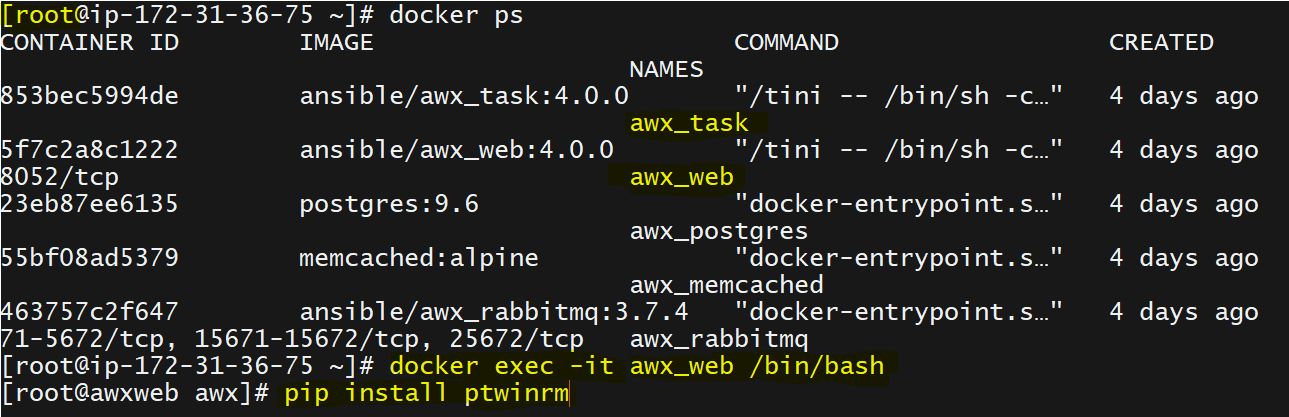 [root@ip-172-31-36-75 ~]# docker ps
CONTAINER ID IMAGE COMMAND CREATED
NAMES
853bec5994de ansible/awx_task:4.0.0 "/tini -- /bin/sh -c…" 4 days ago
awx_task
5f7c2a8c1222 ansible/awx_web:4.0.0 "/tini -- /bin/sh -c…" 4 days ago
8052/tcp awx_web
23eb87ee6135 postgres:9.6 "docker-entrypoint.s…" 4 days ago
awx_postgres
55bf08ad5379 memcached:alpine "docker-entrypoint.s…" 4 days ago
awx_memcached
463757c2f647 ansible/awx_rabbitmq:3.7.4 "docker-entrypoint.s…" 4 days ago
71-5672/tcp, 15671-15672/tcp, 25672/tcp awx_rabbitmq
[root@ip-172-31-36-75 ~]# docker exec -it awx_web /bin/bash
[root@awxweb awx]# pip install ptwinrm